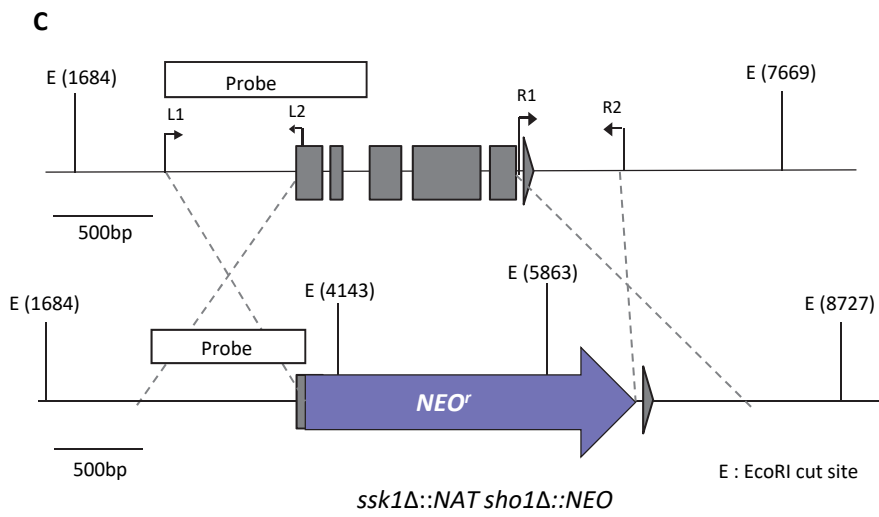 C
E (1684)
Probe
E (7669)
L1
L2
R1
R2
500bp
E (1684)
E (4143)
E (5863)
E (8727)
Probe
NEOʳ
500bp
E : EcoRI cut site
ssk1Δ::NAT sho1Δ::NEO